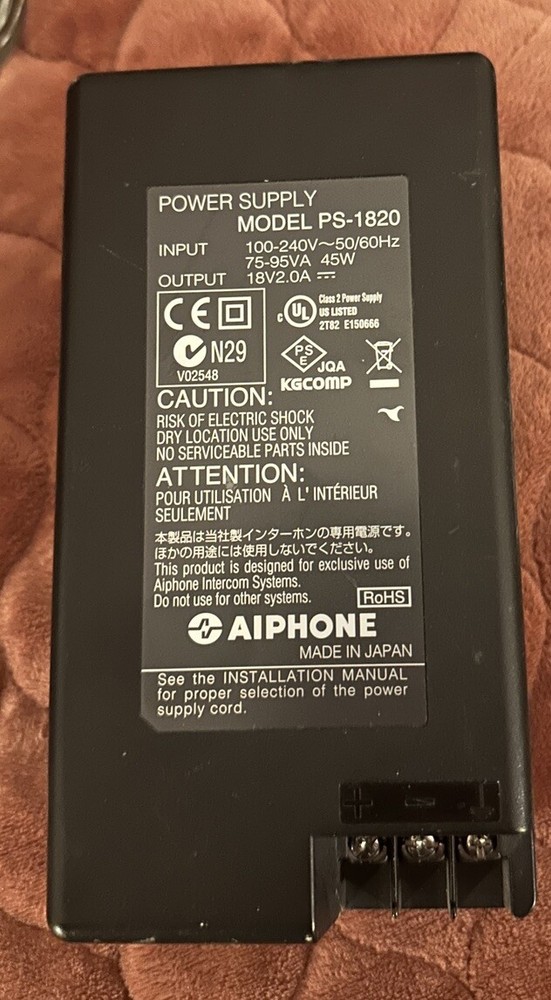 POWER SUPPLY
MODEL PS-1820
INPUT 100-240V～50/60Hz
75-95VA 45W
OUTPUT 18V2.0A ⎓
CE
N29
V02548
c UL
Class 2 Power Supply
US LISTED
2T82 E150666
PS
E
JQA
KGCOMP
CAUTION:
RISK OF ELECTRIC SHOCK
DRY LOCATION USE ONLY
NO SERVICEABLE PARTS INSIDE
ATTENTION:
POUR UTILISATION À L' INTÉRIEUR
SEULEMENT
本製品は当社製インターホンの専用電源です。
ほかの用途には使用しないでください。
This product is designed for exclusive use of
Aiphone Intercom Systems.
Do not use for other systems.
RoHS
AIPHONE
MADE IN JAPAN
See the INSTALLATION MANUAL
for proper selection of the power
supply cord.
+ −